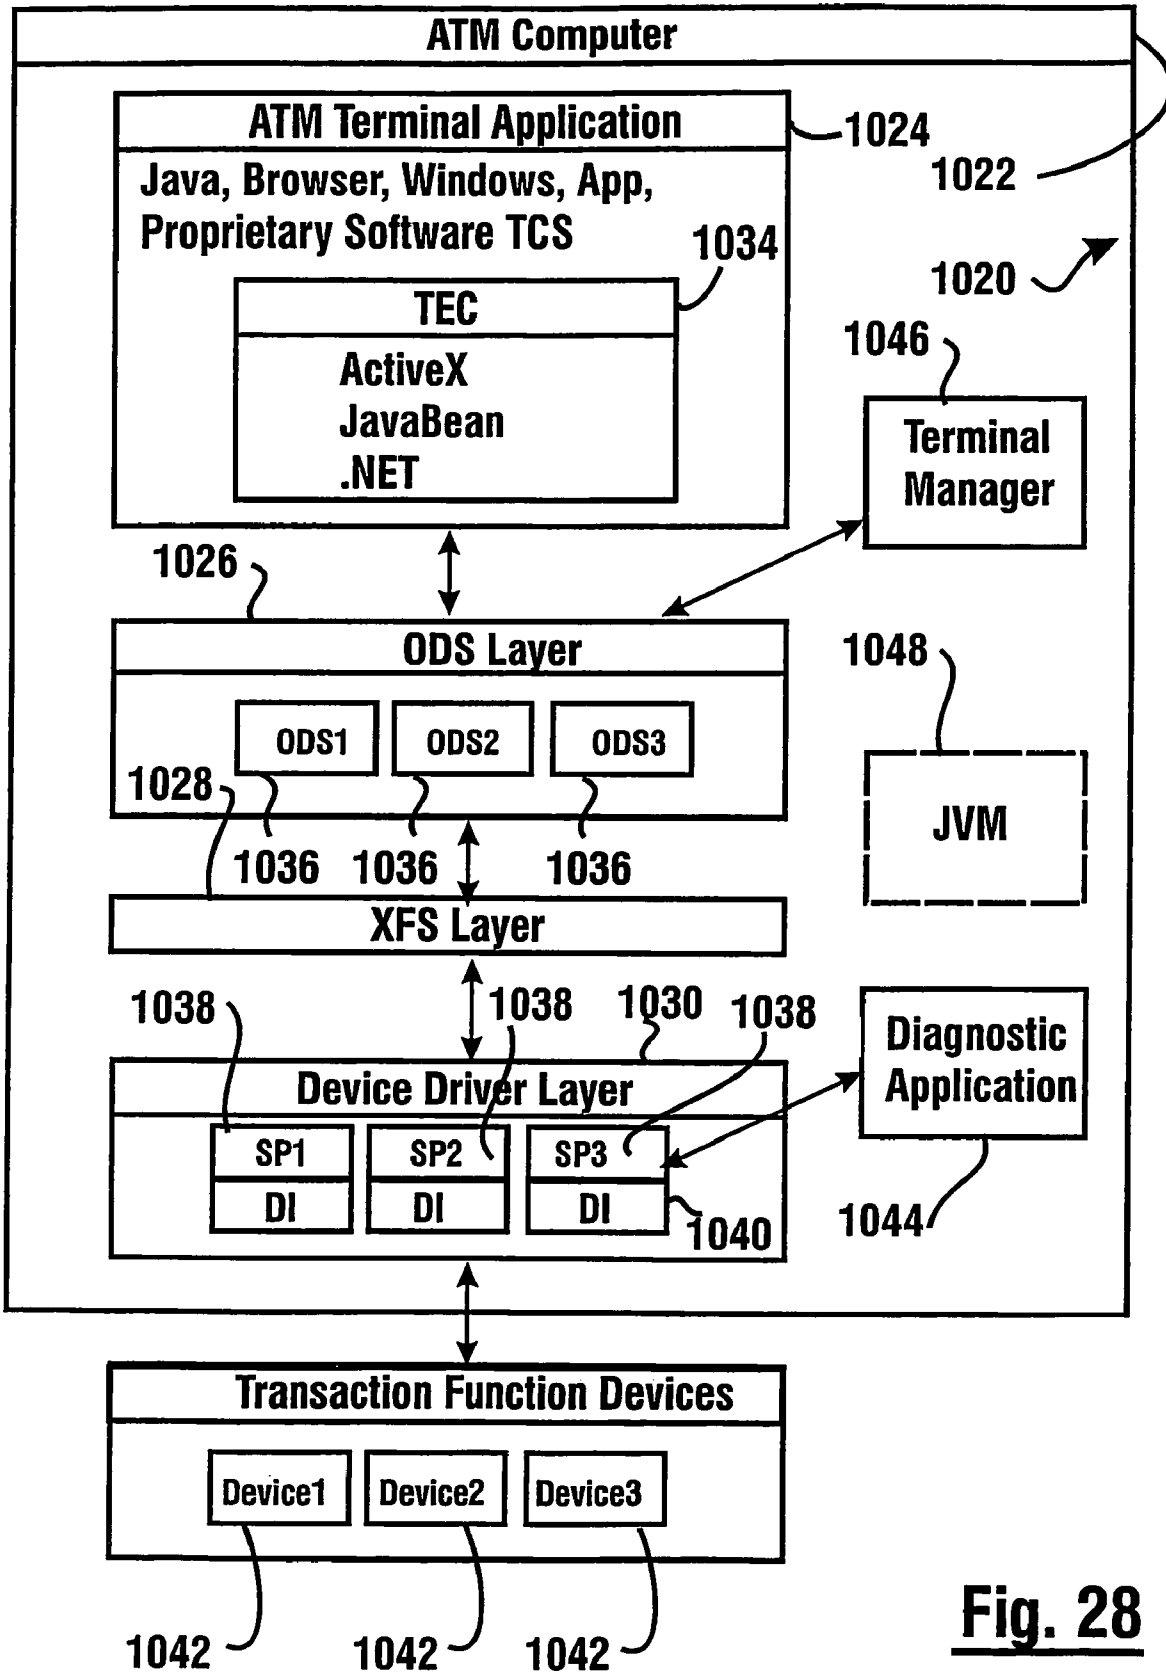 ATM Computer
ATM Terminal Application
1024
Java, Browser, Windows, App,
Proprietary Software TCS
1022
1034
1020
TEC
ActiveX
JavaBean
.NET
1046
Terminal
Manager
1026
ODS Layer
1048
ODS1 ODS2 ODS3
1028
JVM
1036 1036 1036
XFS Layer
1038 1038 1030 1038
Device Driver Layer
Diagnostic
Application
SP1 SP2 SP3
DI DI DI
1040
1044
Transaction Function Devices
Device1 Device2 Device3
1042 1042 1042
Fig. 28